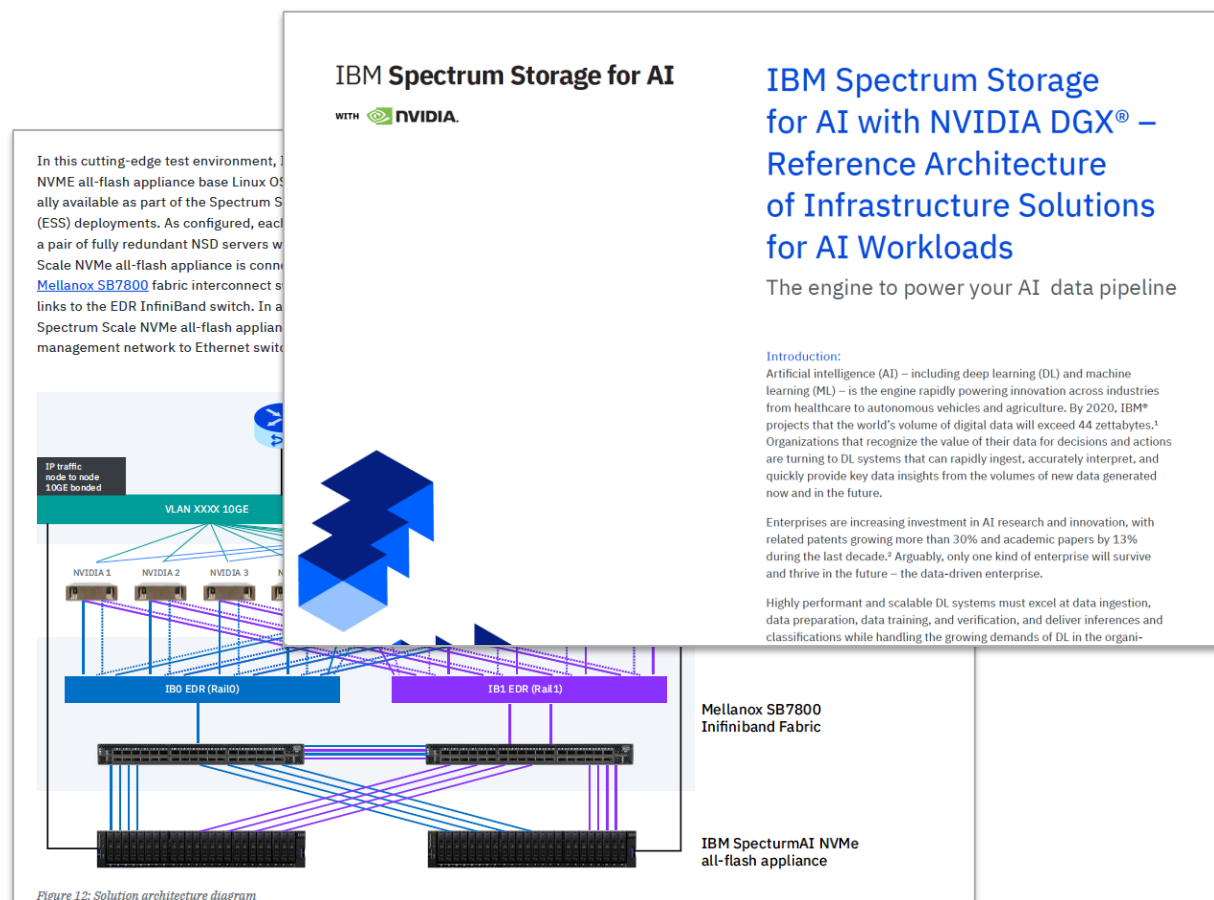 IBM Spectrum Storage for AI
WITH NVIDIA.
IBM Spectrum Storage
for AI with NVIDIA DGX® –
Reference Architecture
of Infrastructure Solutions
for AI Workloads
The engine to power your AI data pipeline
Introduction:
Artificial intelligence (AI) – including deep learning (DL) and machine
learning (ML) – is the engine rapidly powering innovation across industries
from healthcare to autonomous vehicles and agriculture. By 2020, IBM®
projects that the world's volume of digital data will exceed 44 zettabytes.¹
Organizations that recognize the value of their data for decisions and actions
are turning to DL systems that can rapidly ingest, accurately interpret, and
quickly provide key data insights from the volumes of new data generated
now and in the future.
Enterprises are increasing investment in AI research and innovation, with
related patents growing more than 30% and academic papers by 13%
during the last decade.² Arguably, only one kind of enterprise will survive
and thrive in the future – the data-driven enterprise.
Highly performant and scalable DL systems must excel at data ingestion,
data preparation, data training, and verification, and deliver inferences and
classifications while handling the growing demands of DL in the organi-
In this cutting-edge test environment,
NVME all-flash appliance base Linux OS
ally available as part of the Spectrum S
(ESS) deployments. As configured, each
a pair of fully redundant NSD servers w
Scale NVMe all-flash appliance is conne
Mellanox SB7800 fabric interconnect s
links to the EDR InfiniBand switch. In a
Spectrum Scale NVMe all-flash applian
management network to Ethernet switc
IP traffic
node to node
10GE bonded
VLAN XXXX 10GE
NVIDIA 1 NVIDIA 2 NVIDIA 3 N
IB0 EDR (Rail0) IB1 EDR (Rail1)
Mellanox SB7800
Inifiniband Fabric
IBM SpecturmAI NVMe
all-flash appliance
Figure 12: Solution architecture diagram